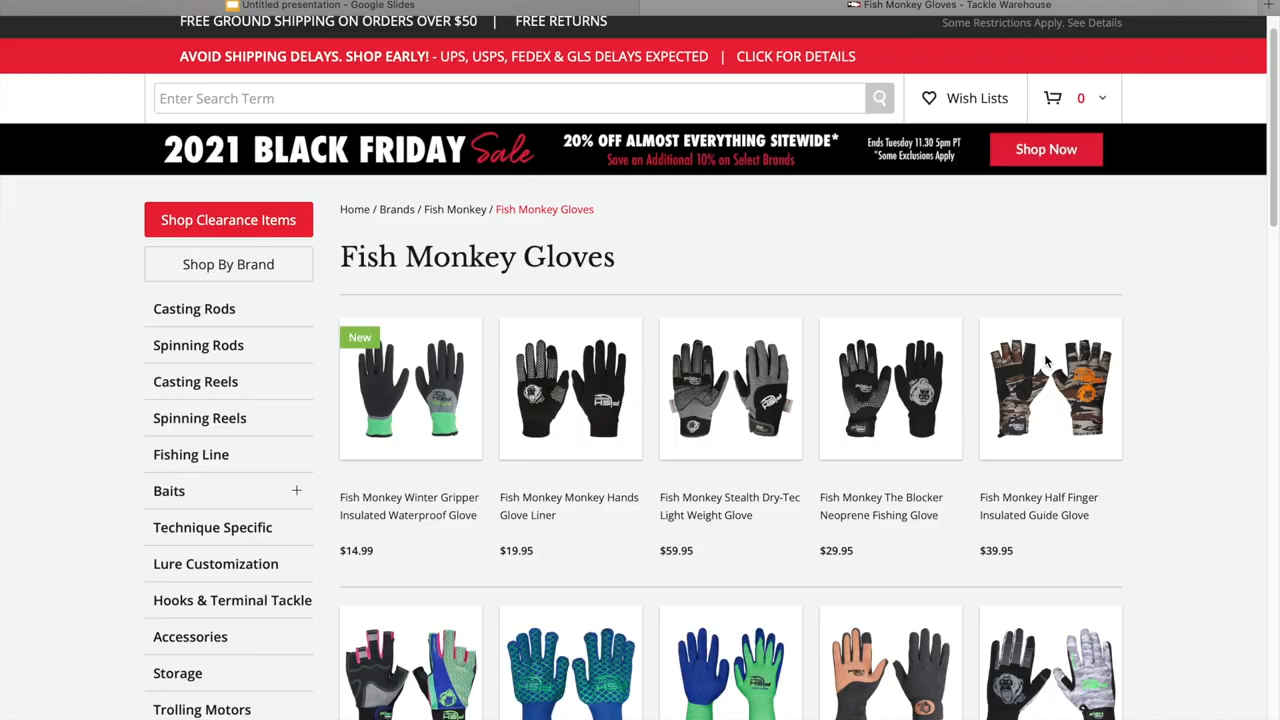 Untitled presentation - Google Slides
Fish Monkey Gloves - Tackle Warehouse
FREE GROUND SHIPPING ON ORDERS OVER $50 | FREE RETURNS
Some Restrictions Apply. See Details
AVOID SHIPPING DELAYS. SHOP EARLY! - UPS, USPS, FEDEX & GLS DELAYS EXPECTED | CLICK FOR DETAILS
Enter Search Term
Wish Lists
0
2021 BLACK FRIDAY Sale
20% OFF ALMOST EVERYTHING SITEWIDE*
Save an Additional 10% on Select Brands
Ends Tuesday 11.30 5pm PT
*Some Exclusions Apply
Shop Now
Shop Clearance Items
Shop By Brand
Casting Rods
Spinning Rods
Casting Reels
Spinning Reels
Fishing Line
Baits
Technique Specific
Lure Customization
Hooks & Terminal Tackle
Accessories
Storage
Trolling Motors
Home / Brands / Fish Monkey / Fish Monkey Gloves
Fish Monkey Gloves
New
Fish Monkey Winter Gripper
Insulated Waterproof Glove
$14.99
Fish Monkey Monkey Hands
Glove Liner
$19.95
Fish Monkey Stealth Dry-Tec
Light Weight Glove
$59.95
Fish Monkey The Blocker
Neoprene Fishing Glove
$29.95
Fish Monkey Half Finger
Insulated Guide Glove
$39.95